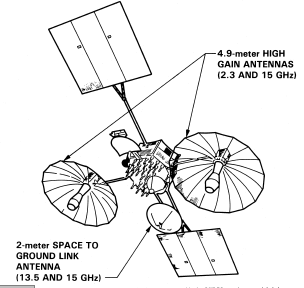 4.9-meter HIGH
GAIN ANTENNAS
(2.3 AND 15 GHz)
2-meter SPACE TO
GROUND LINK
ANTENNA
(13.5 AND 15 GHz)